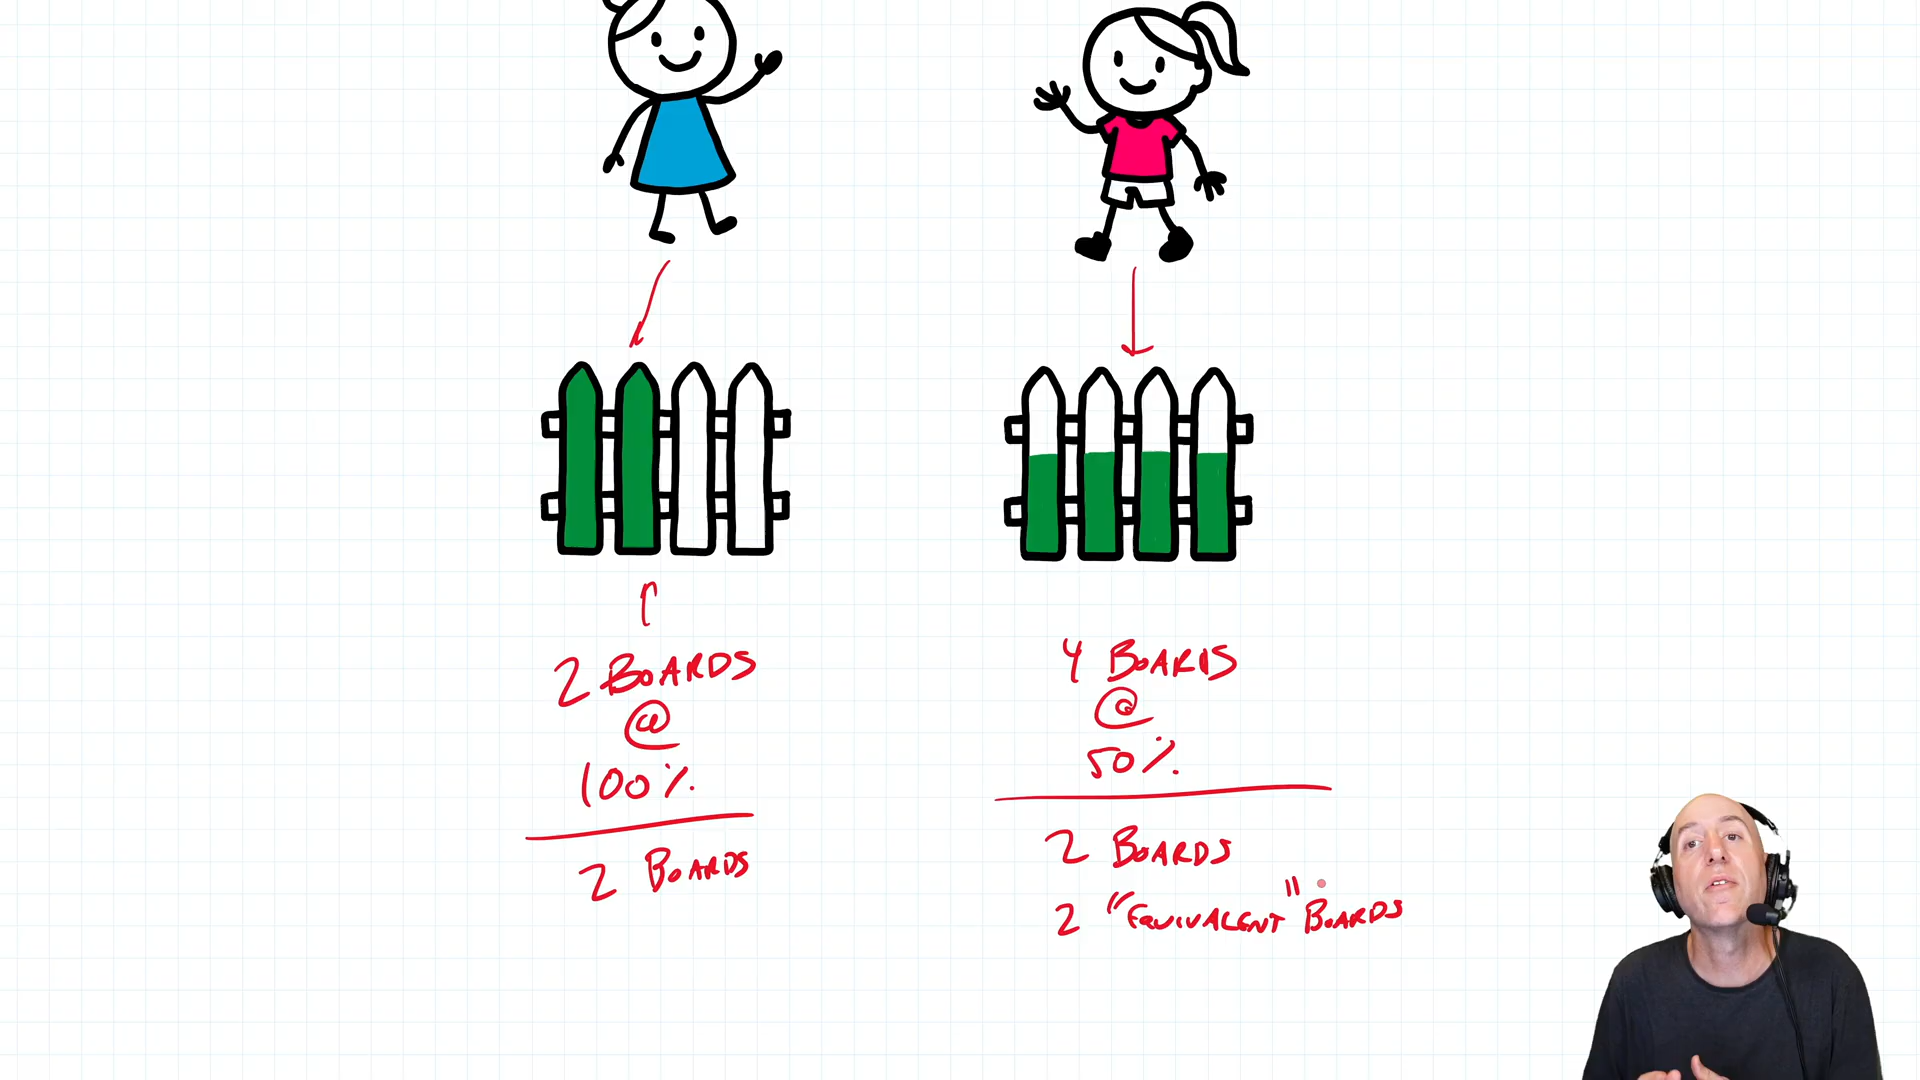 2 BOARDS
@
100%
2 BOARDS
4 BOARDS
@
50%
2 BOARDS
2 "EQUIVALENT" BOARDS